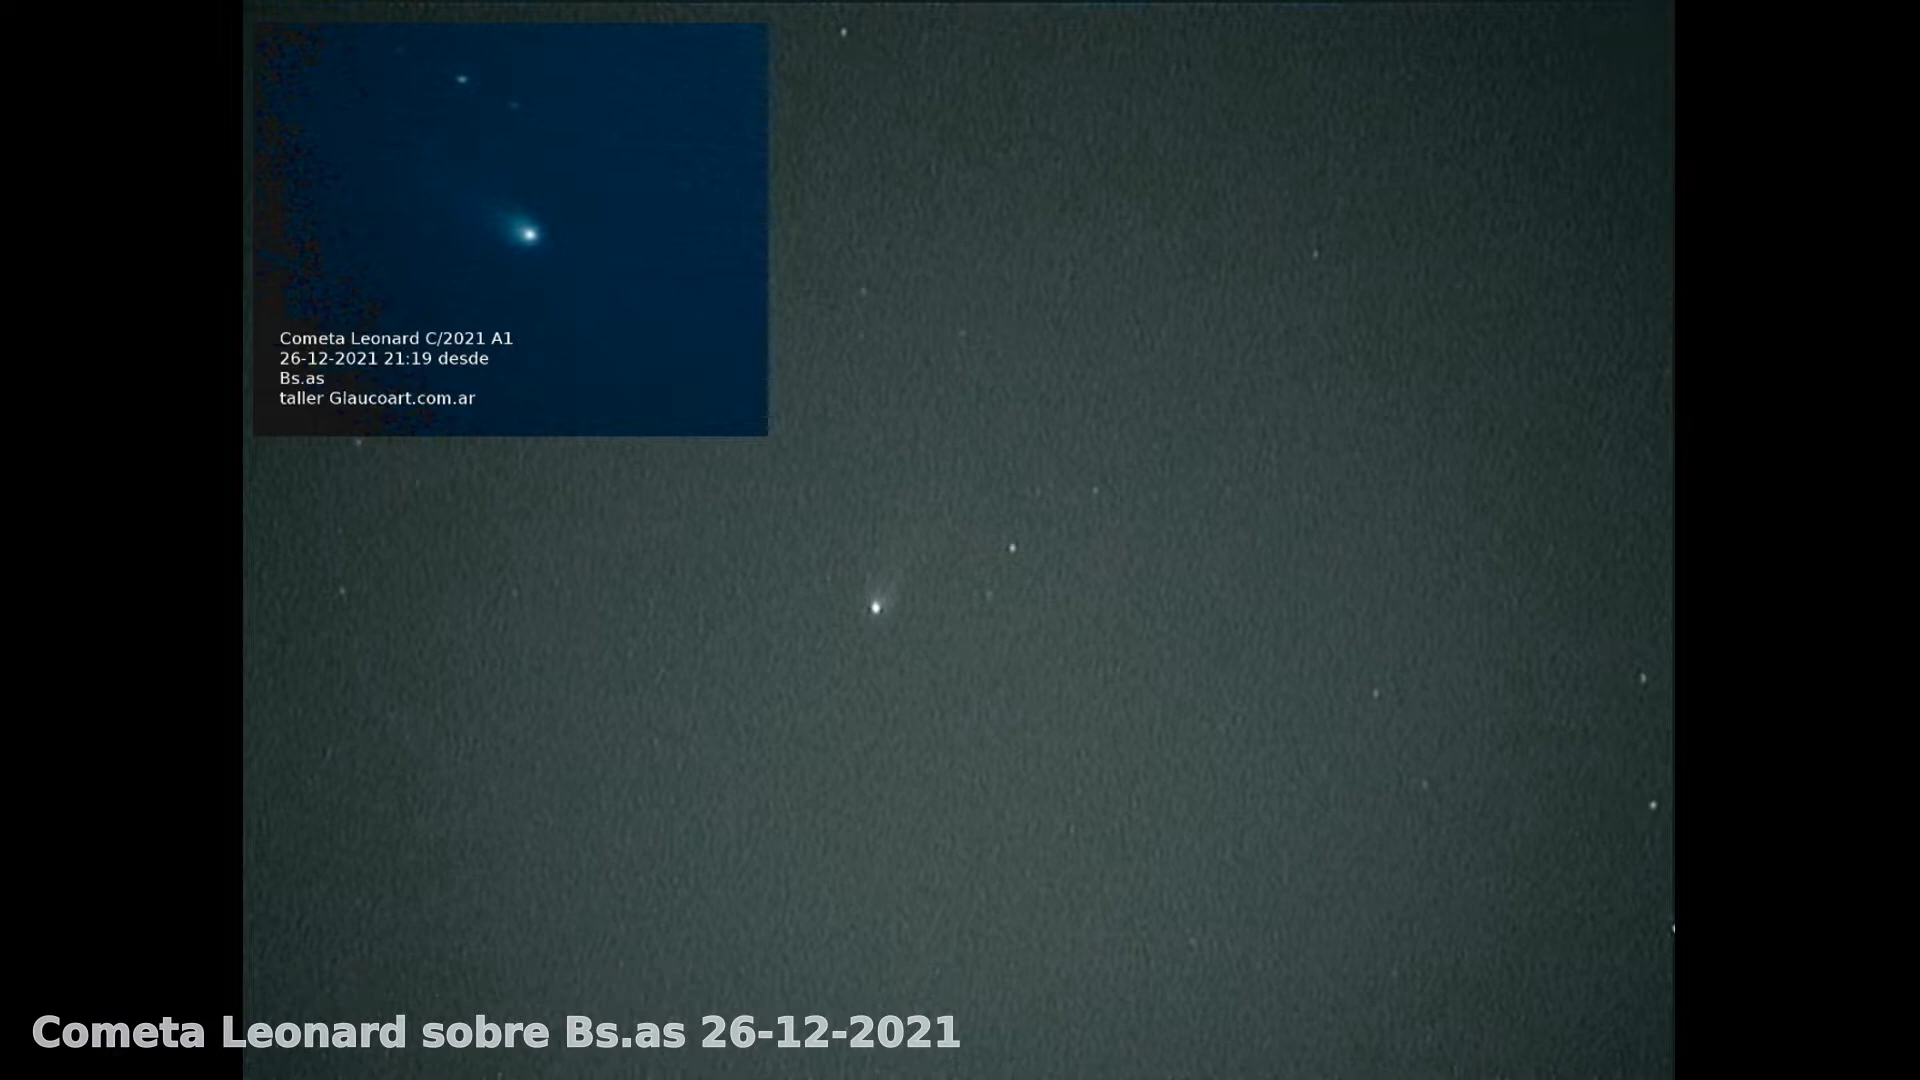 Cometa Leonard C/2021 A1
26-12-2021 21:19 desde
Bs.as
taller Glaucoart.com.ar
Cometa Leonard sobre Bs.as 26-12-2021